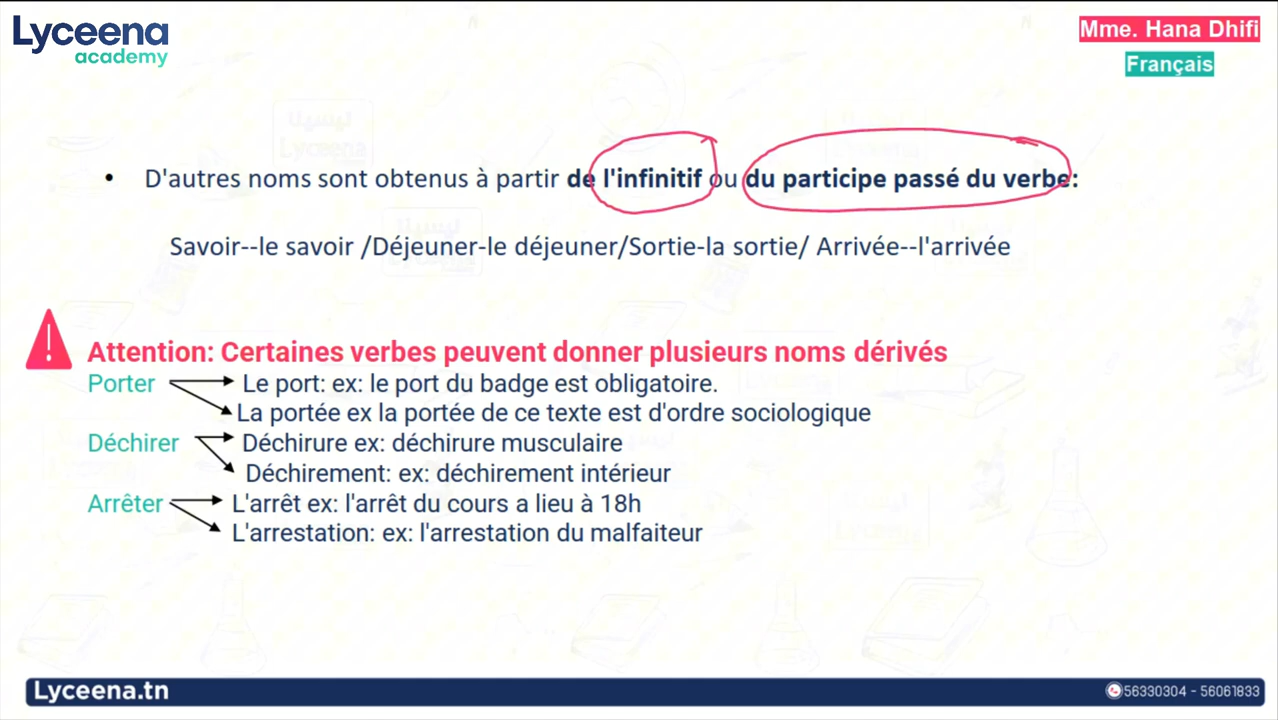 Lyceena
academy
Mme. Hana Dhifi
Français
• D'autres noms sont obtenus à partir de l'infinitif ou du participe passé du verbe:
Savoir--le savoir /Déjeuner-le déjeuner/Sortie-la sortie/ Arrivée--l'arrivée
Attention: Certaines verbes peuvent donner plusieurs noms dérivés
Porter Le port: ex: le port du badge est obligatoire.
La portée ex la portée de ce texte est d'ordre sociologique
Déchirer Déchirure ex: déchirure musculaire
Déchirement: ex: déchirement intérieur
Arrêter L'arrêt ex: l'arrêt du cours a lieu à 18h
L'arrestation: ex: l'arrestation du malfaiteur
Lyceena.tn
56330304 - 56061833